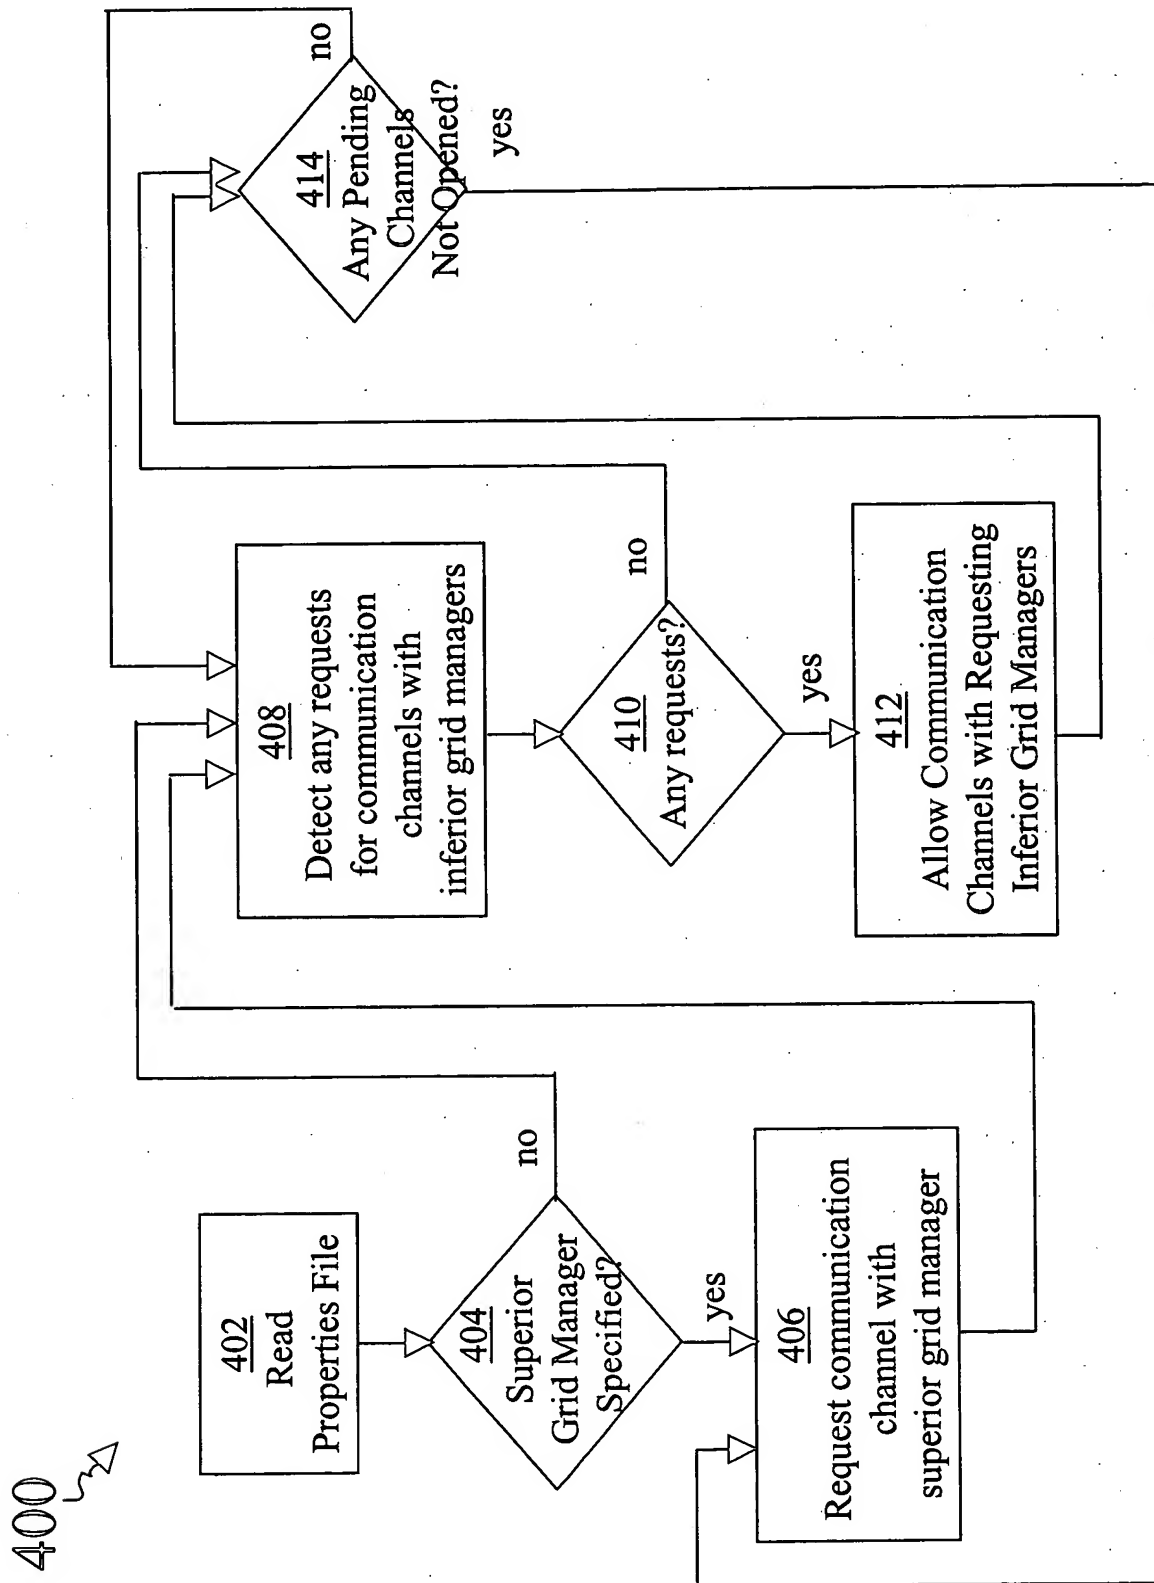 400
402
Read
Properties File
404
Superior
Grid Manager
Specified?
no
yes
406
Request communication
channel with
superior grid manager
408
Detect any requests
for communication
channels with
inferior grid managers
410
Any requests?
no
yes
412
Allow Communication
Channels with Requesting
Inferior Grid Managers
414
Any Pending
Channels
Not Opened?
no
yes